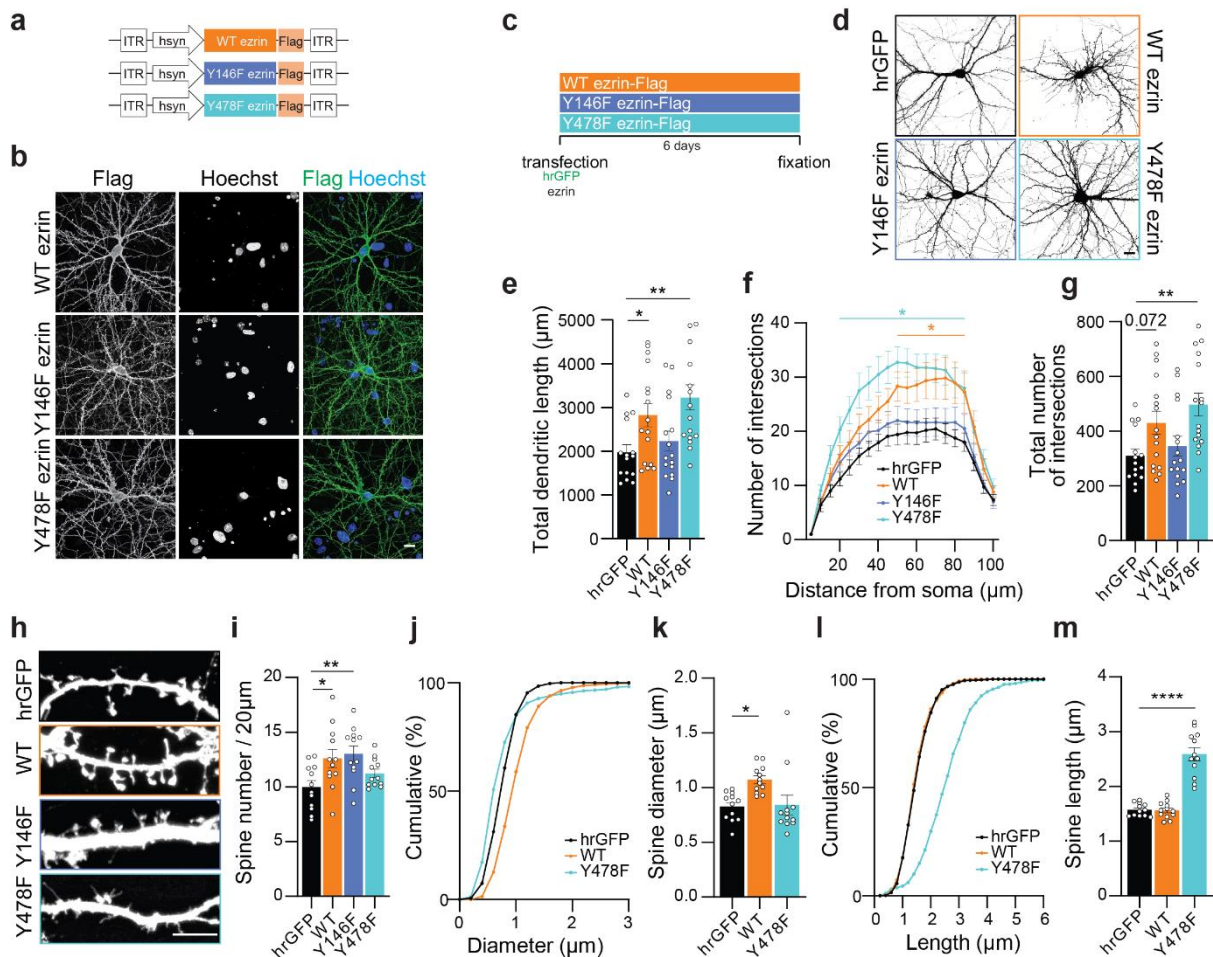 a
ITR hsyn WT ezrin Flag ITR
ITR hsyn Y146F ezrin Flag ITR
ITR hsyn Y478F ezrin Flag ITR
b
Flag Hoechst Flag Hoechst
WT ezrin
Y146F ezrin
Y478F ezrin
c
WT ezrin-Flag
Y146F ezrin-Flag
Y478F ezrin-Flag
6 days
transfection fixation
hrGFP
ezrin
d
hrGFP
WT ezrin
Y146F ezrin
Y478F ezrin
e
Total dendritic length (µm)
5000
4000
3000
2000
1000
0
**
*
hrGFP WT Y146F Y478F
f
Number of intersections
40
30
20
10
0
*
*
hrGFP
WT
Y146F
Y478F
20 40 60 80 100
Distance from soma (µm)
g
Total number
of intersections
800
600
400
200
0
**
0.072
hrGFP WT Y146F Y478F
h
hrGFP
WT
Y146F
Y478F
i
Spine number / 20µm
20
15
10
5
0
**
*
hrGFP WT Y146F Y478F
j
Cumulative (%)
100
50
0
hrGFP
WT
Y478F
0 1 2 3
Diameter (µm)
k
Spine diameter (µm)
2.0
1.5
1.0
0.5
0.0
*
hrGFP WT Y478F
l
Cumulative (%)
100
50
0
hrGFP
WT
Y478F
0 1 2 3 4 5 6
Length (µm)
m
Spine length (µm)
4
3
2
1
0
****
hrGFP WT Y478F